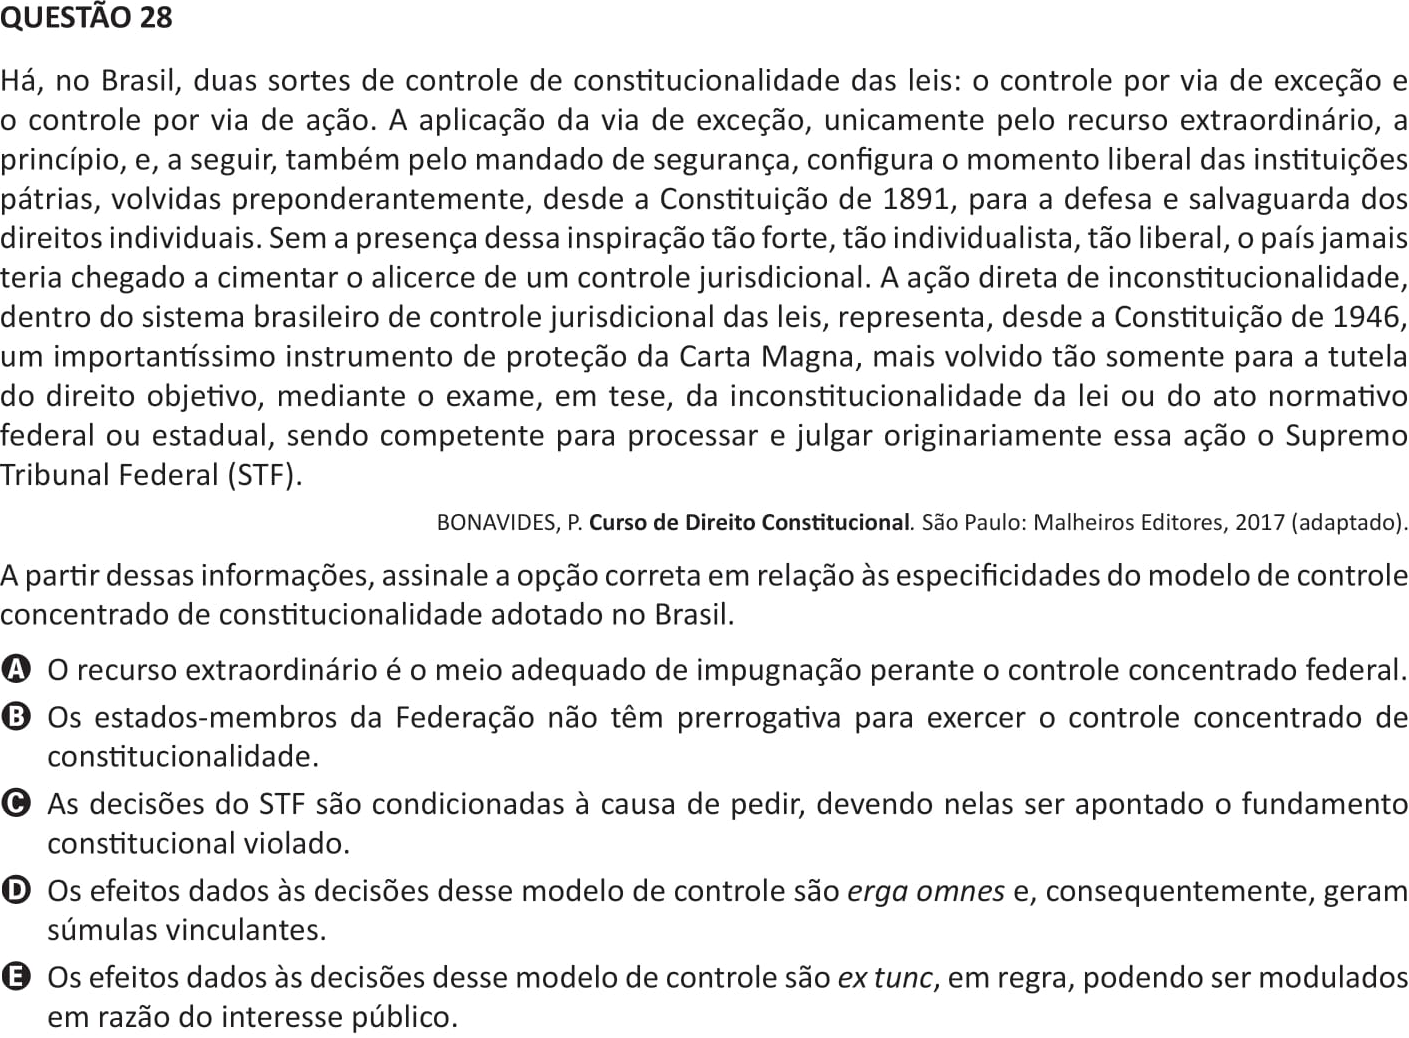 QUESTÃO 28
Há, no Brasil, duas sortes de controle de constitucionalidade das leis: o controle por via de exceção e
o controle por via de ação. A aplicação da via de exceção, unicamente pelo recurso extraordinário, a
princípio, e, a seguir, também pelo mandado de segurança, configura o momento liberal das instituições
pátrias, volvidas preponderantemente, desde a Constituição de 1891, para a defesa e salvaguarda dos
direitos individuais. Sem a presença dessa inspiração tão forte, tão individualista, tão liberal, o país jamais
teria chegado a cimentar o alicerce de um controle jurisdicional. A ação direta de inconstitucionalidade,
dentro do sistema brasileiro de controle jurisdicional das leis, representa, desde a Constituição de 1946,
um importantíssimo instrumento de proteção da Carta Magna, mais volvido tão somente para a tutela
do direito objetivo, mediante o exame, em tese, da inconstitucionalidade da lei ou do ato normativo
federal ou estadual, sendo competente para processar e julgar originariamente essa ação o Supremo
Tribunal Federal (STF).
BONAVIDES, P. Curso de Direito Constitucional. São Paulo: Malheiros Editores, 2017 (adaptado).
A partir dessas informações, assinale a opção correta em relação às especificidades do modelo de controle
concentrado de constitucionalidade adotado no Brasil.
A O recurso extraordinário é o meio adequado de impugnação perante o controle concentrado federal.
B Os estados-membros da Federação não têm prerrogativa para exercer o controle concentrado de
constitucionalidade.
C As decisões do STF são condicionadas à causa de pedir, devendo nelas ser apontado o fundamento
constitucional violado.
D Os efeitos dados às decisões desse modelo de controle são erga omnes e, consequentemente, geram
súmulas vinculantes.
E Os efeitos dados às decisões desse modelo de controle são ex tunc, em regra, podendo ser modulados
em razão do interesse público.